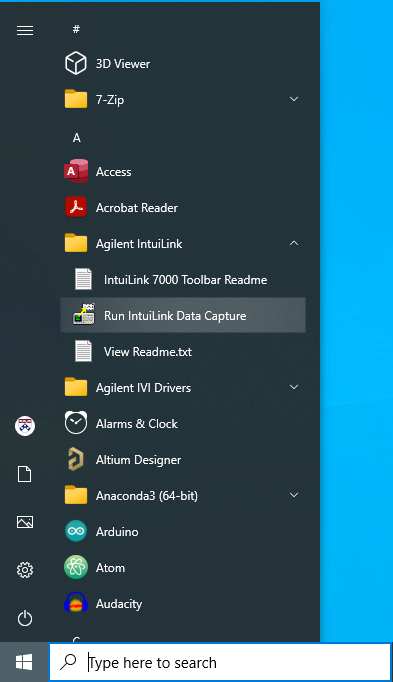 #
3D Viewer
7-Zip
A
Access
Acrobat Reader
Agilent IntuiLink
IntuiLink 7000 Toolbar Readme
Run IntuiLink Data Capture
View Readme.txt
Agilent IVI Drivers
Alarms & Clock
Altium Designer
Anaconda3 (64-bit)
Arduino
Atom
Audacity
Type here to search